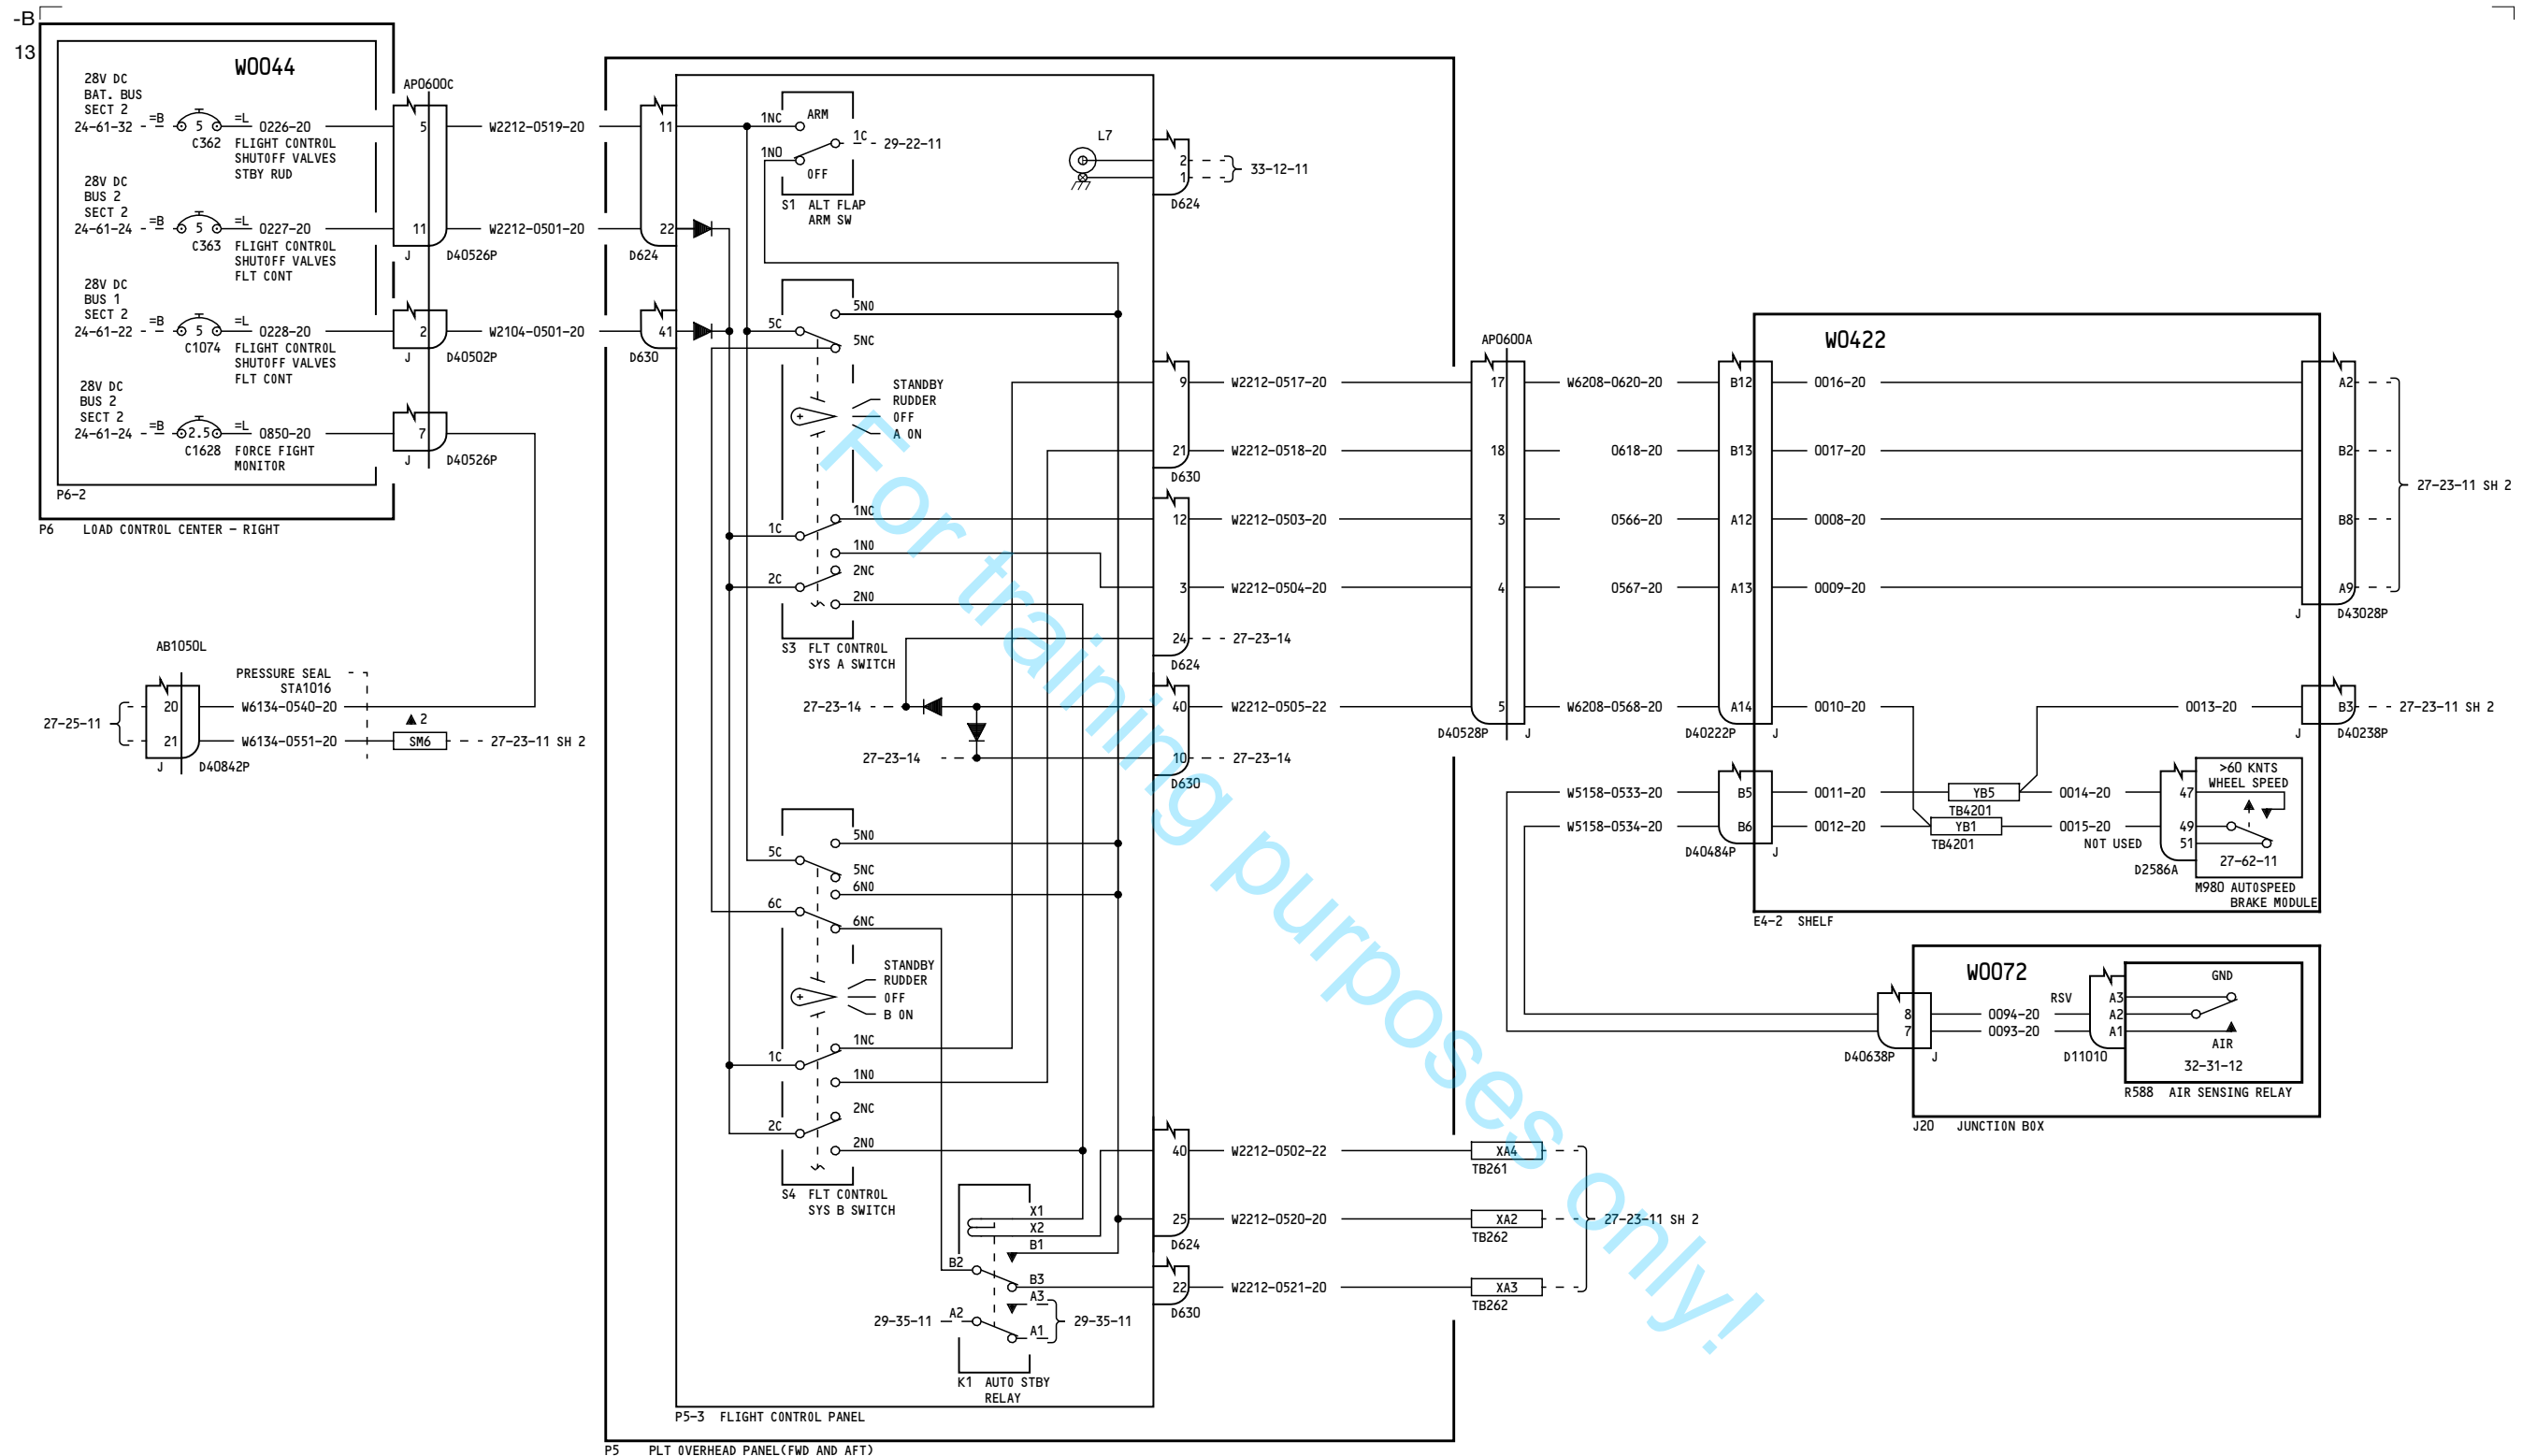 -B
13
W0044
28V DC
BAT. BUS
SECT 2
24-61-32
=B
5
=L
0226-20
C362
FLIGHT CONTROL
SHUTOFF VALVES
STBY RUD
28V DC
BUS 2
SECT 2
24-61-24
=B
5
=L
0227-20
C363
FLIGHT CONTROL
SHUTOFF VALVES
FLT CONT
28V DC
BUS 1
SECT 2
24-61-22
=B
5
=L
0228-20
C1074
FLIGHT CONTROL
SHUTOFF VALVES
FLT CONT
28V DC
BUS 2
SECT 2
24-61-24
=B
2.5
=L
0850-20
C1628
FORCE FIGHT
MONITOR
P6-2
P6 LOAD CONTROL CENTER - RIGHT
AP0600C
5
11
J
D40526P
2
J
D40502P
7
J
D40526P
W2212-0519-20
W2212-0501-20
W2104-0501-20
AB1050L
PRESSURE SEAL
STA1016
27-25-11
20
W6134-0540-20
21
W6134-0551-20
J
D40842P
2
SM6
27-23-11 SH 2
11
22
D624
41
D630
1NC
ARM
1C
29-22-11
1NO
OFF
S1 ALT FLAP
ARM SW
L7
2
1
33-12-11
D624
5NO
5C
5NC
STANDBY
RUDDER
OFF
A ON
1NC
1C
1NO
2NC
2C
2NO
S3 FLT CONTROL
SYS A SWITCH
27-23-14
27-23-14
9
W2212-0517-20
21
W2212-0518-20
D630
12
W2212-0503-20
3
W2212-0504-20
24
27-23-14
D624
40
W2212-0505-22
10
27-23-14
D630
5NO
5C
5NC
6NO
6C
6NC
STANDBY
RUDDER
OFF
B ON
1NC
1C
1NO
2NC
2C
2NO
S4 FLT CONTROL
SYS B SWITCH
X1
X2
B1
B2
B3
A3
29-35-11
A2
A1
29-35-11
K1 AUTO STBY
RELAY
40
W2212-0502-22
XA4
TB261
25
W2212-0520-20
XA2
TB262
27-23-11 SH 2
D624
22
W2212-0521-20
XA3
TB262
D630
P5-3 FLIGHT CONTROL PANEL
P5 PLT OVERHEAD PANEL(FWD AND AFT)
AP0600A
17
W6208-0620-20
18
0618-20
3
0566-20
4
0567-20
5
W6208-0568-20
D40528P
J
W0422
B12
0016-20
A2
B13
0017-20
B2
27-23-11 SH 2
A12
0008-20
B8
A13
0009-20
A9
J
D43028P
A14
0010-20
0013-20
B3
27-23-11 SH 2
D40222P
J
J
D40238P
W5158-0533-20
B5
0011-20
YB5
TB4201
0014-20
47
W5158-0534-20
B6
0012-20
YB1
TB4201
0015-20
49
NOT USED
51
D40484P
J
D2586A
>60 KNTS
WHEEL SPEED
27-62-11
M980 AUTOSPEED
BRAKE MODULE
E4-2 SHELF
W0072
GND
RSV
A3
8
0094-20
A2
7
0093-20
A1
D40638P
J
D11010
AIR
32-31-12
R588 AIR SENSING RELAY
J20 JUNCTION BOX
For training purposes only!